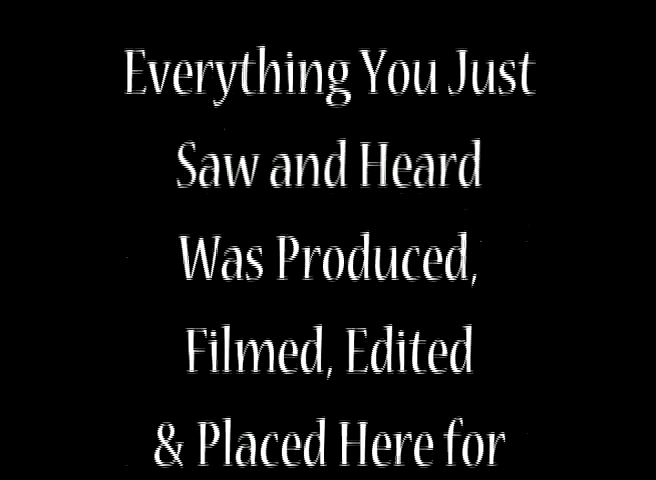 Everything You Just
Saw and Heard
Was Produced,
Filmed, Edited
& Placed Here for